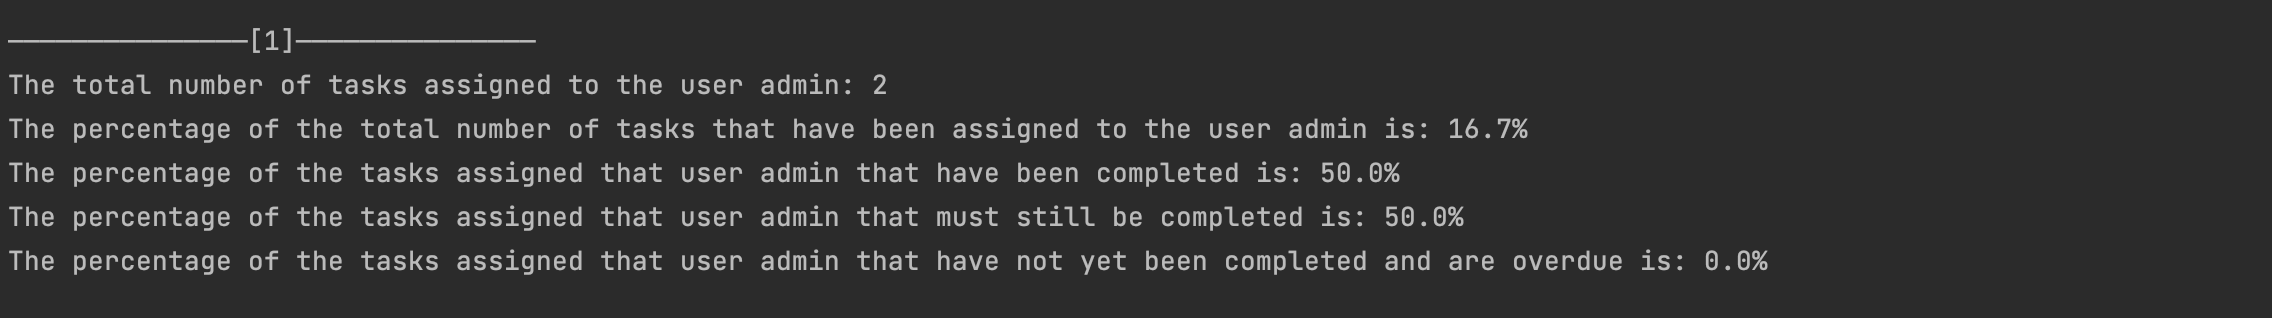 ───────────────[1]───────────────
The total number of tasks assigned to the user admin: 2
The percentage of the total number of tasks that have been assigned to the user admin is: 16.7%
The percentage of the tasks assigned that user admin that have been completed is: 50.0%
The percentage of the tasks assigned that user admin that must still be completed is: 50.0%
The percentage of the tasks assigned that user admin that have not yet been completed and are overdue is: 0.0%